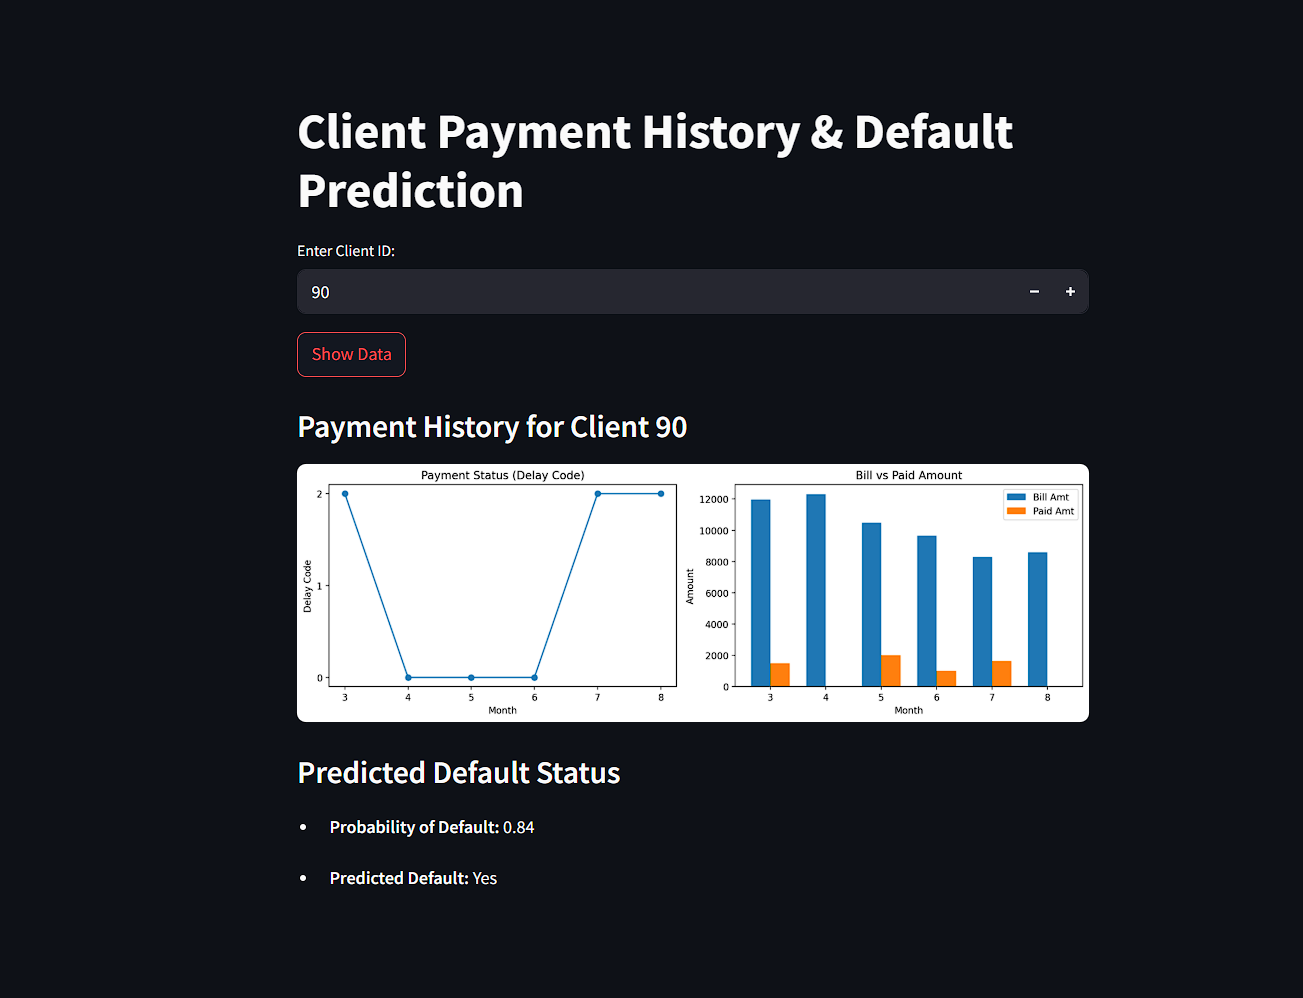 Client Payment History & Default
Prediction
Enter Client ID:
90
− +
Show Data
Payment History for Client 90
Payment Status (Delay Code)
2
1
0
Delay Code
3 4 5 6 7 8
Month
Bill vs Paid Amount
Bill Amt
Paid Amt
12000
10000
8000
6000
4000
2000
0
Amount
3 4 5 6 7 8
Month
Predicted Default Status
• Probability of Default: 0.84
• Predicted Default: Yes